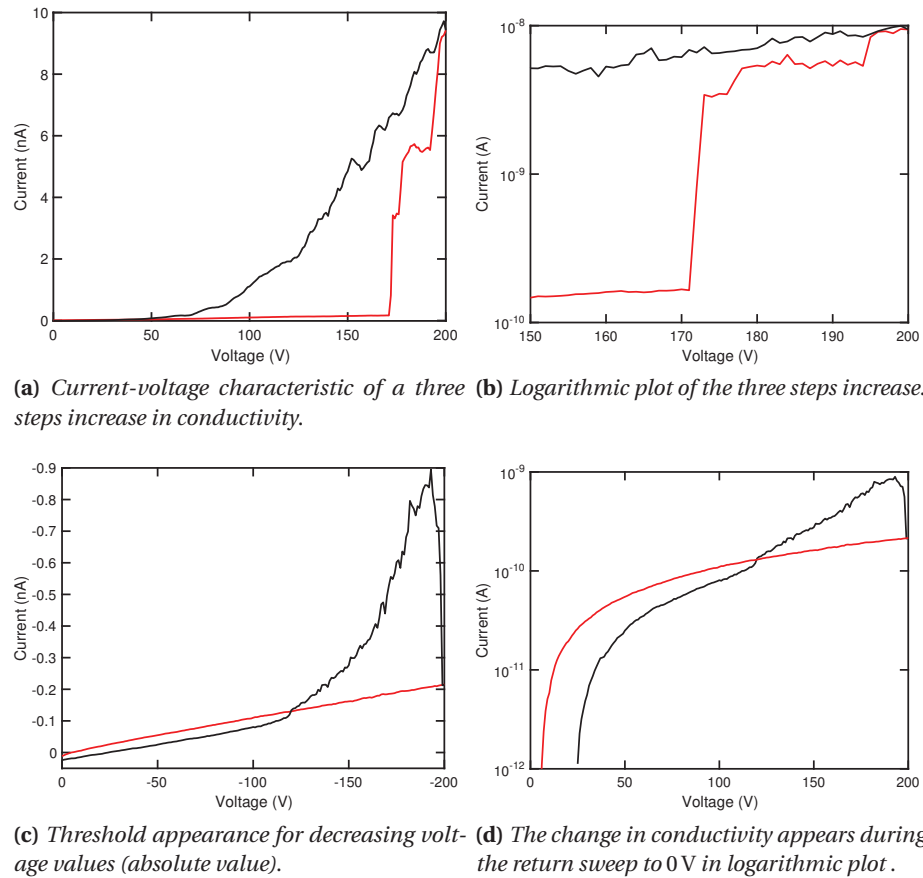 10
8
6
4
2
0
Current (nA)
0
50
100
150
200
Voltage (V)
10-8
10-9
10-10
Current (A)
150
160
170
180
190
200
Voltage (V)
(a) Current-voltage characteristic of a three
steps increase in conductivity.
(b) Logarithmic plot of the three steps increase.
-0.9
-0.8
-0.7
-0.6
-0.5
-0.4
-0.3
-0.2
-0.1
0
Current (nA)
0
-50
-100
-150
-200
Voltage (V)
10-9
10-10
10-11
10-12
Current (A)
50
100
150
200
Voltage (V)
(c) Threshold appearance for decreasing volt-
age values (absolute value).
(d) The change in conductivity appears during
the return sweep to 0 V in logarithmic plot .